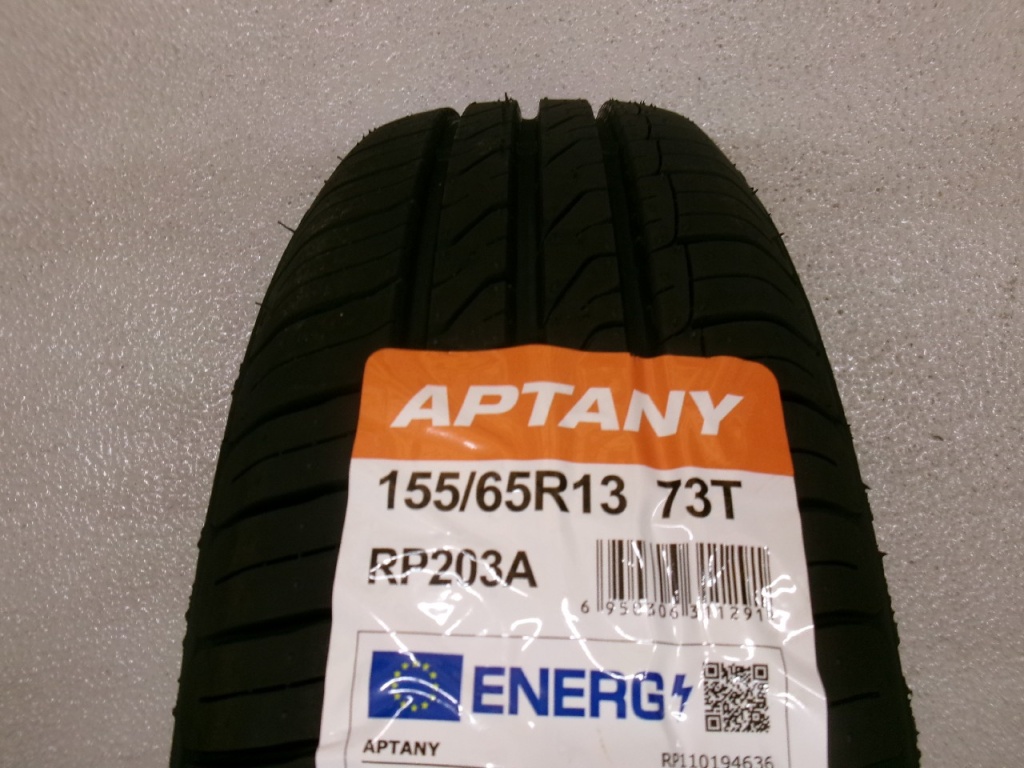 APTANY
155/65R13 73T
RP203A
ENERG
APTANY
RP110194636